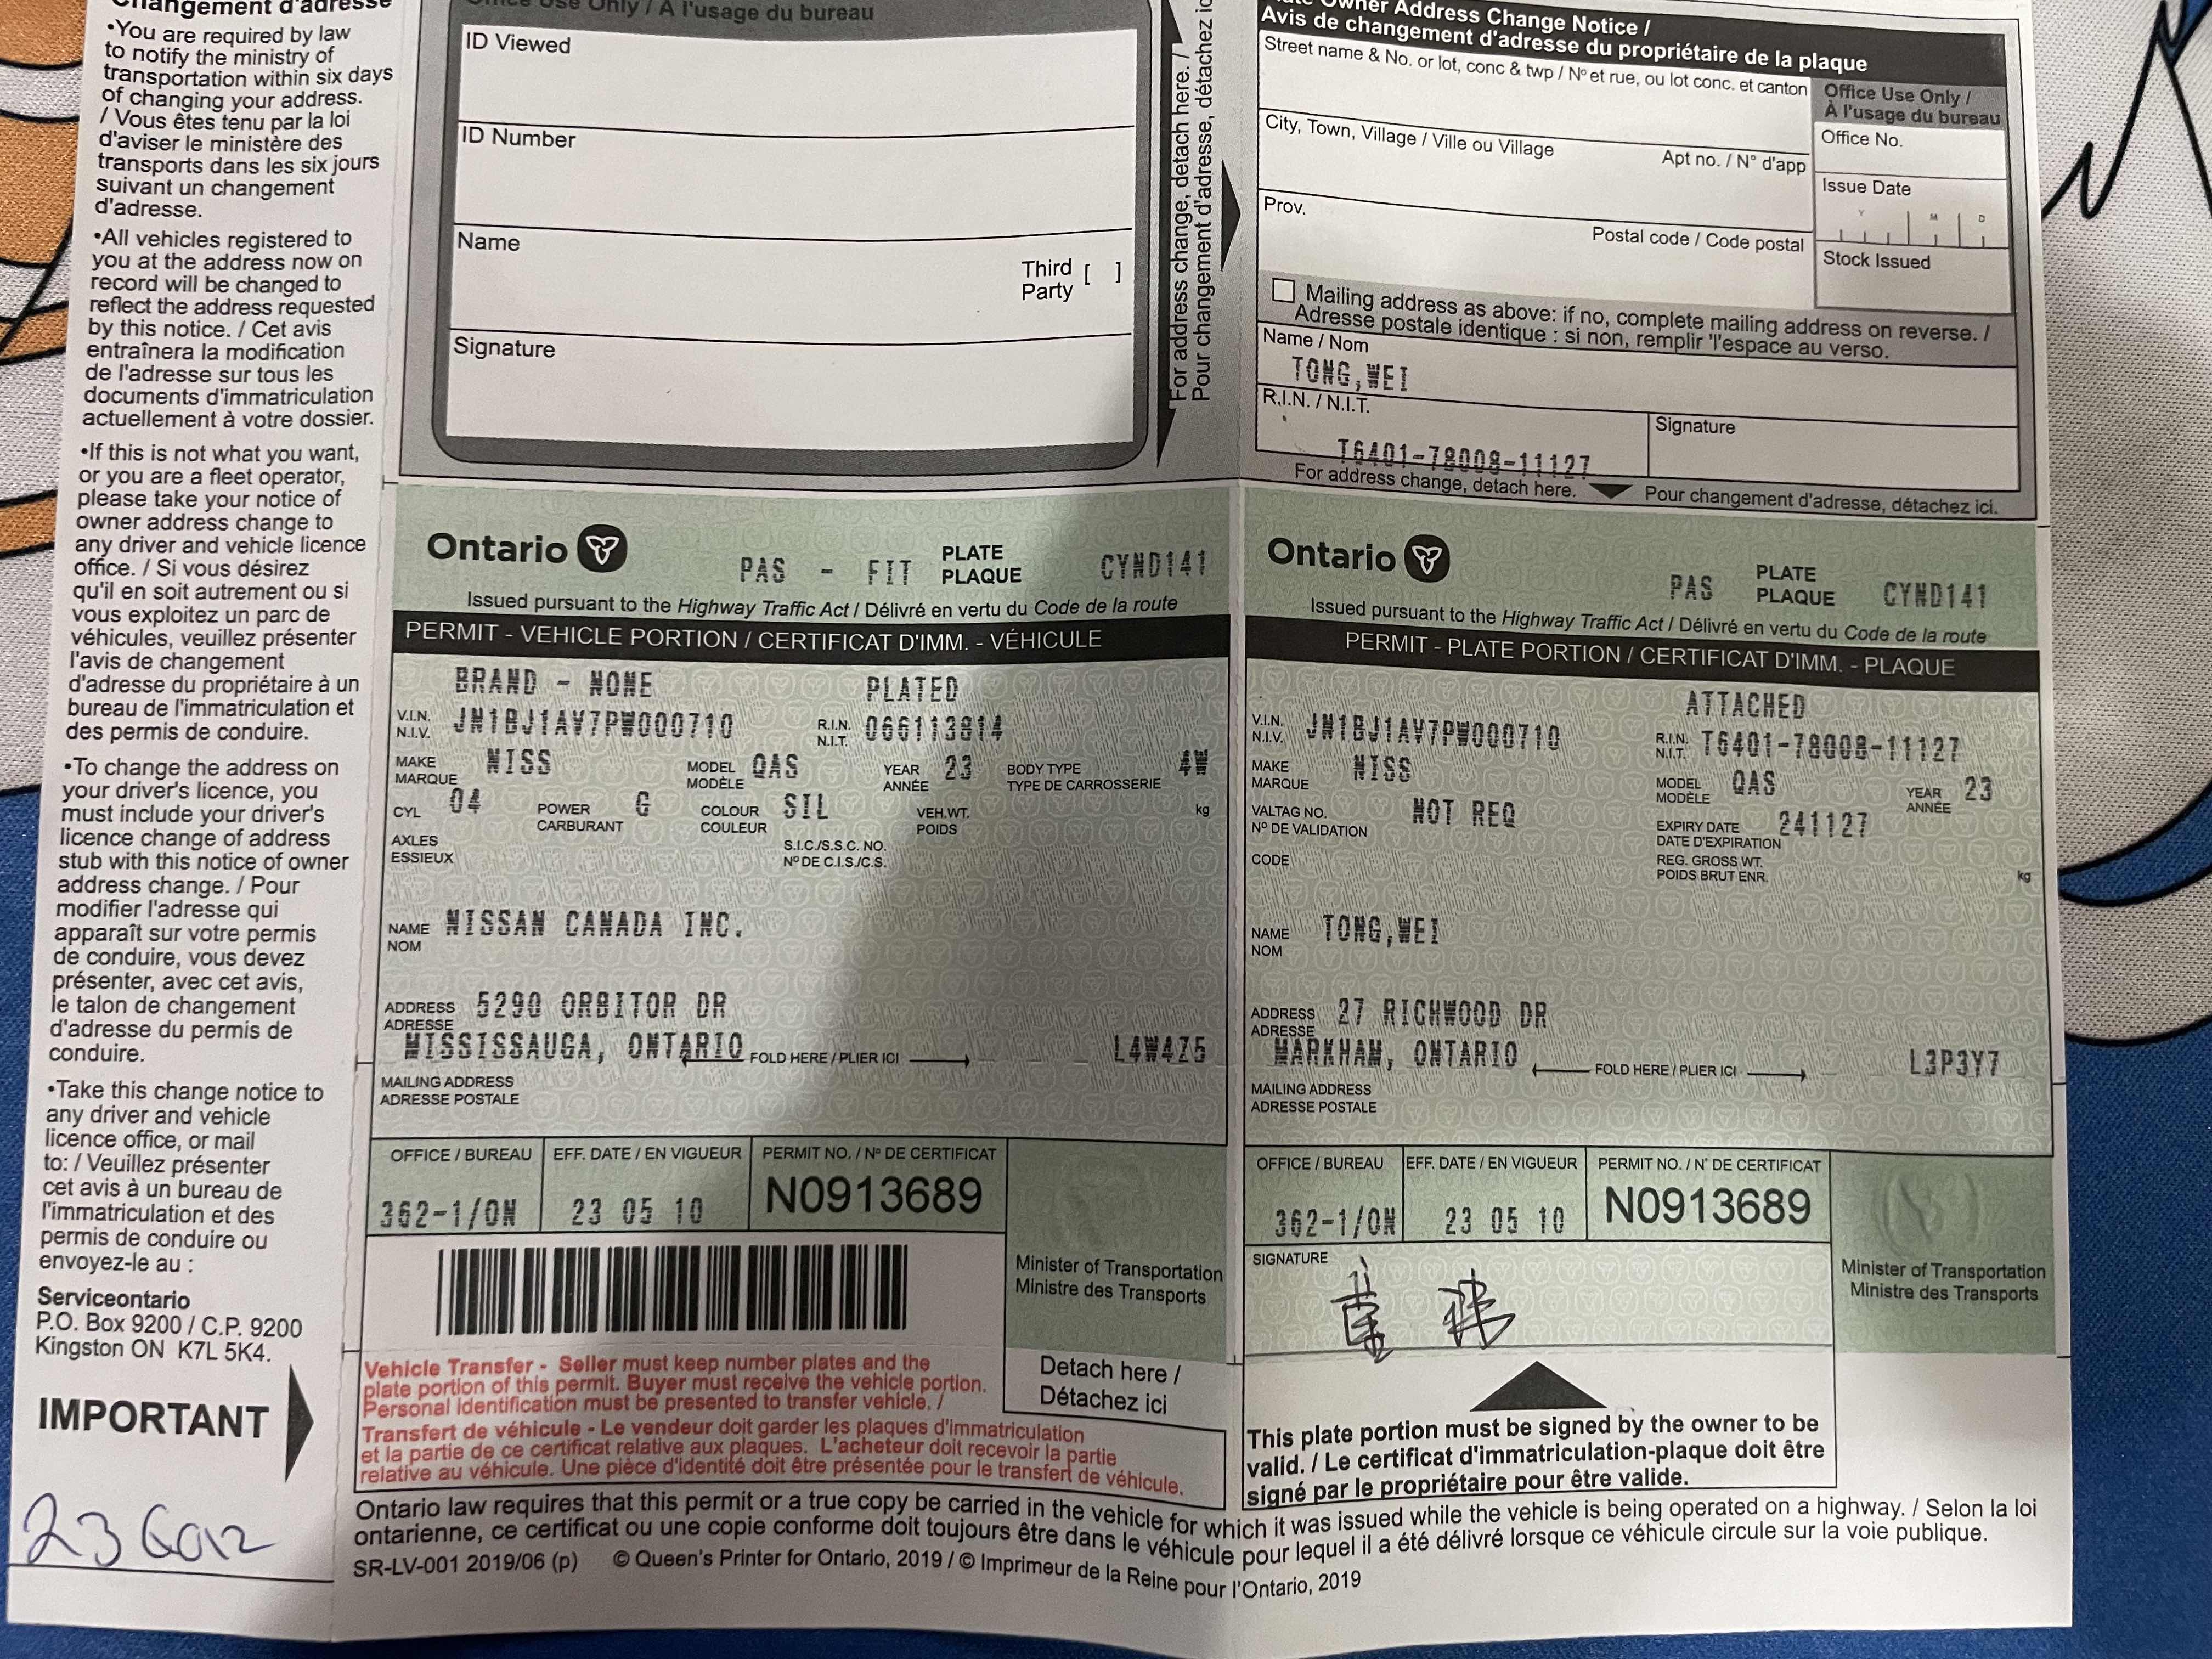 Changement d'adresse
•You are required by law
to notify the ministry of
transportation within six days
of changing your address.
/ Vous êtes tenu par la loi
d'aviser le ministère des
transports dans les six jours
suivant un changement
d'adresse.
•All vehicles registered to
you at the address now on
record will be changed to
reflect the address requested
by this notice. / Cet avis
entraînera la modification
de l'adresse sur tous les
documents d'immatriculation
actuellement à votre dossier.
•If this is not what you want,
or you are a fleet operator,
please take your notice of
owner address change to
any driver and vehicle licence
office. / Si vous désirez
qu'il en soit autrement ou si
vous exploitez un parc de
véhicules, veuillez présenter
l'avis de changement
d'adresse du propriétaire à un
bureau de l'immatriculation et
des permis de conduire.
•To change the address on
your driver's licence, you
must include your driver's
licence change of address
stub with this notice of owner
address change. / Pour
modifier l'adresse qui
apparaît sur votre permis
de conduire, vous devez
présenter, avec cet avis,
le talon de changement
d'adresse du permis de
conduire.
•Take this change notice to
any driver and vehicle
licence office, or mail
to: / Veuillez présenter
cet avis à un bureau de
l'immatriculation et des
permis de conduire ou
envoyez-le au :
Serviceontario
P.O. Box 9200 / C.P. 9200
Kingston ON K7L 5K4.
IMPORTANT
Office Use Only / À l'usage du bureau
ID Viewed
ID Number
Name
Third Party [ ]
Signature
For address change, detach here. /
Pour changement d'adresse, détachez ici
Owner Address Change Notice /
Avis de changement d'adresse du propriétaire de la plaque
Street name & No. or lot, conc & twp / Nº et rue, ou lot conc. et canton
Office Use Only /
À l'usage du bureau
Office No.
City, Town, Village / Ville ou Village
Apt no. / N° d'app
Issue Date
Y M D
Prov.
Postal code / Code postal
Stock Issued
Mailing address as above: if no, complete mailing address on reverse. /
Adresse postale identique : si non, remplir 'l'espace au verso.
Name / Nom
TONG,WEI
R.I.N. / N.I.T.
T6401-78008-11127
Signature
For address change, detach here. Pour changement d'adresse, détachez ici.
Ontario
PAS - FIT PLATE PLAQUE CYND141
Issued pursuant to the Highway Traffic Act / Délivré en vertu du Code de la route
PERMIT - VEHICLE PORTION / CERTIFICAT D'IMM. - VÉHICULE
BRAND - NONE PLATED
V.I.N. N.I.V. JN1BJ1AV7PW000710 R.I.N. N.I.T. 066113814
MAKE MARQUE NISS MODEL MODÈLE QAS YEAR ANNÉE 23 BODY TYPE TYPE DE CARROSSERIE 4W
CYL 04 POWER CARBURANT G COLOUR COULEUR SIL VEH.WT. POIDS kg
AXLES ESSIEUX S.I.C./S.S.C. NO. Nº DE C.I.S./C.S.
NAME NOM NISSAN CANADA INC.
ADDRESS ADRESSE 5290 ORBITOR DR
MISSISSAUGA, ONTARIO FOLD HERE / PLIER ICI L4W4Z5
MAILING ADDRESS
ADRESSE POSTALE
OFFICE / BUREAU EFF. DATE / EN VIGUEUR PERMIT NO. / Nº DE CERTIFICAT
362-1/ON 23 05 10 N0913689
Minister of Transportation
Ministre des Transports
Vehicle Transfer - Seller must keep number plates and the
plate portion of this permit. Buyer must receive the vehicle portion.
Personal identification must be presented to transfer vehicle. /
Transfert de véhicule - Le vendeur doit garder les plaques d'immatriculation
et la partie de ce certificat relative aux plaques. L'acheteur doit recevoir la partie
relative au véhicule. Une pièce d'identité doit être présentée pour le transfert de véhicule.
Detach here /
Détachez ici
Ontario
PAS PLATE PLAQUE CYND141
Issued pursuant to the Highway Traffic Act / Délivré en vertu du Code de la route
PERMIT - PLATE PORTION / CERTIFICAT D'IMM. - PLAQUE
ATTACHED
V.I.N. N.I.V. JN1BJ1AV7PW000710 R.I.N. N.I.T. T6401-78008-11127
MAKE MARQUE NISS MODEL MODÈLE QAS YEAR ANNÉE 23
VALTAG NO. Nº DE VALIDATION NOT REQ EXPIRY DATE DATE D'EXPIRATION 241127
CODE REG. GROSS WT. POIDS BRUT ENR. kg
NAME NOM TONG,WEI
ADDRESS ADRESSE 27 RICHWOOD DR
MARKHAM, ONTARIO FOLD HERE / PLIER ICI L3P3Y7
MAILING ADDRESS
ADRESSE POSTALE
OFFICE / BUREAU EFF. DATE / EN VIGUEUR PERMIT NO. / N° DE CERTIFICAT
362-1/ON 23 05 10 N0913689
SIGNATURE
Minister of Transportation
Ministre des Transports
This plate portion must be signed by the owner to be
valid. / Le certificat d'immatriculation-plaque doit être
signé par le propriétaire pour être valide.
Ontario law requires that this permit or a true copy be carried in the vehicle for which it was issued while the vehicle is being operated on a highway. / Selon la loi
ontarienne, ce certificat ou une copie conforme doit toujours être dans le véhicule pour lequel il a été délivré lorsque ce véhicule circule sur la voie publique.
SR-LV-001 2019/06 (p) © Queen's Printer for Ontario, 2019 / © Imprimeur de la Reine pour l'Ontario, 2019